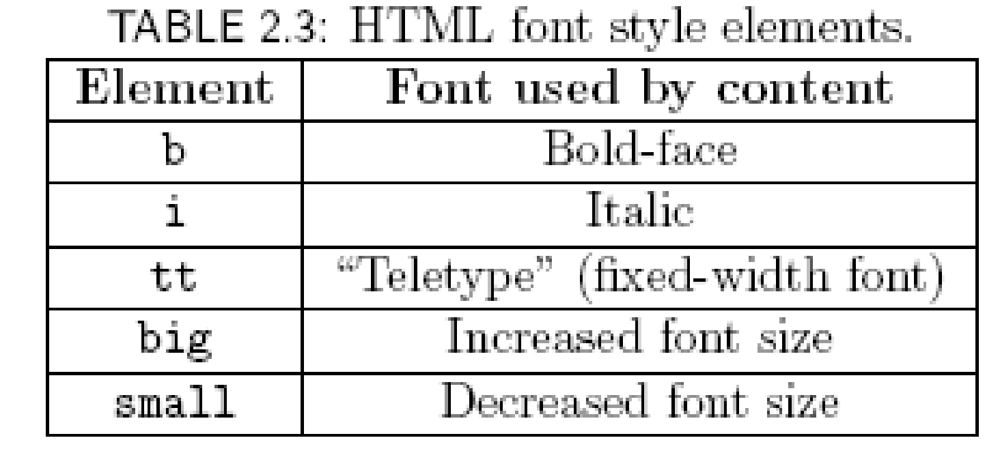 TABLE 2.3: HTML font style elements.
Element Font used by content
b Bold-face
i Italic
tt “Teletype” (fixed-width font)
big Increased font size
small Decreased font size